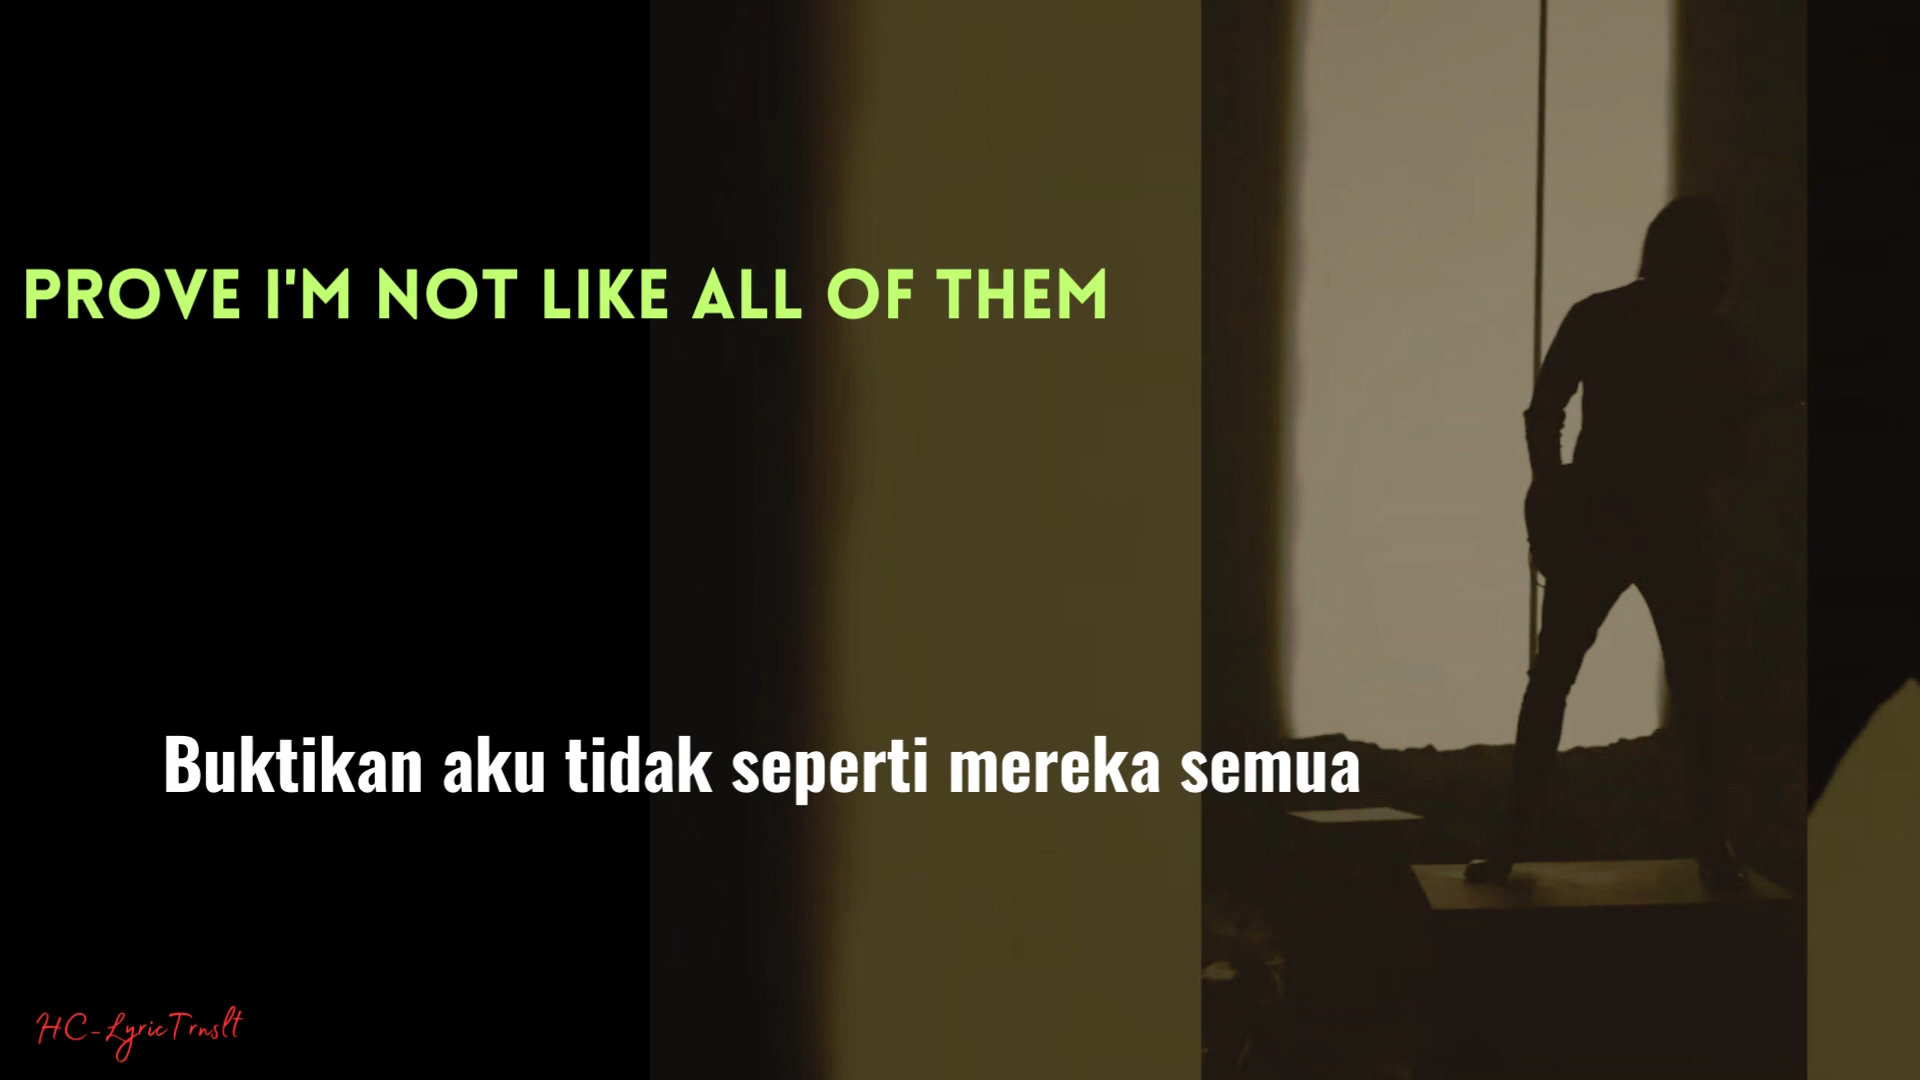 PROVE I'M NOT LIKE ALL OF THEM
Buktikan aku tidak seperti mereka semua
HC-LyricTrnslt